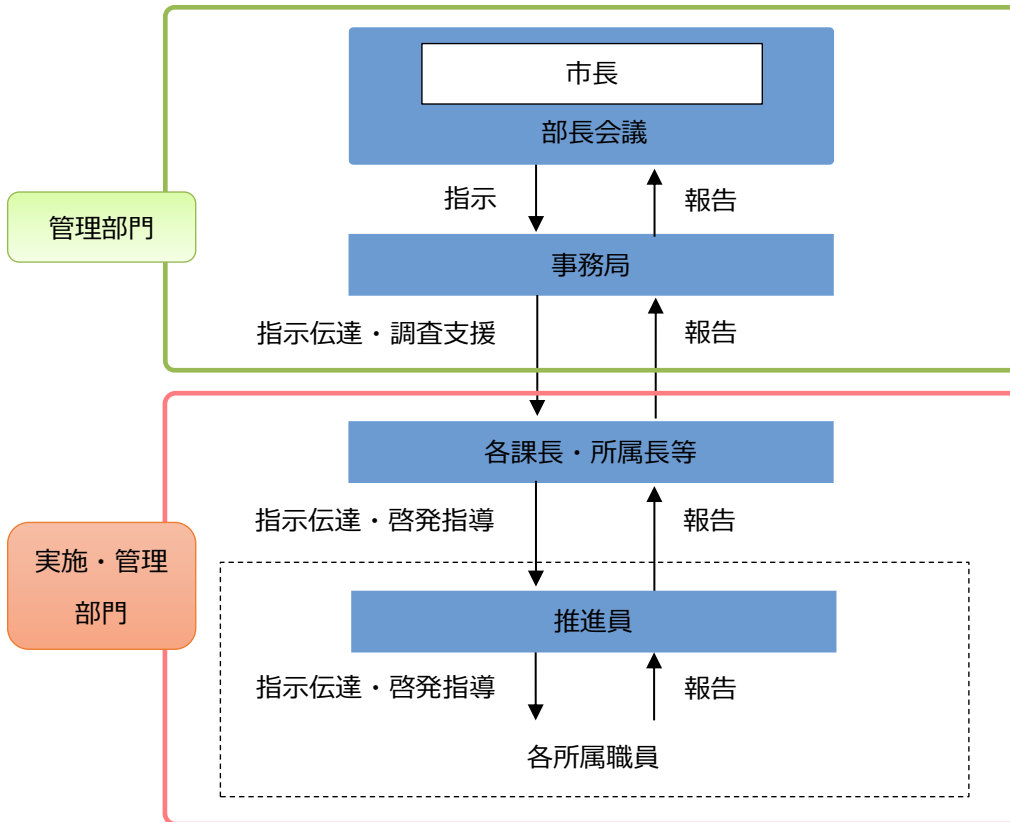 市長
部長会議
指示
報告
管理部門
事務局
指示伝達・調査支援
報告
各課長・所属長等
指示伝達・啓発指導
報告
実施・管理
部門
推進員
指示伝達・啓発指導
報告
各所属職員